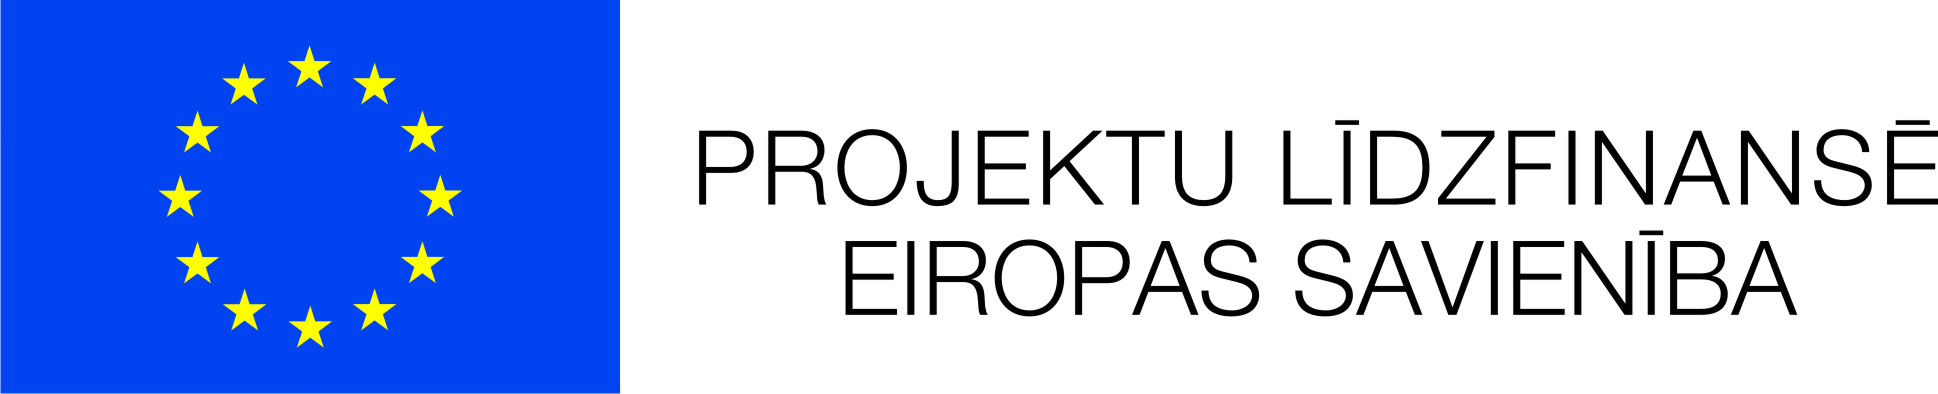 PROJEKTU LĪDZFINANSĒ
EIROPAS SAVIENĪBA